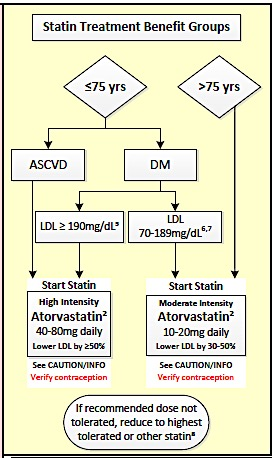 Statin Treatment Benefit Groups
≤75 yrs
>75 yrs
ASCVD
DM
LDL ≥ 190mg/dL⁹
LDL
70-189mg/dL⁶,⁷
Start Statin
High Intensity
Atorvastatin²
40-80mg daily
Lower LDL by ≥50%
See CAUTION/INFO
Verify contraception
Start Statin
Moderate Intensity
Atorvastatin²
10-20mg daily
Lower LDL by 30-50%
See CAUTION/INFO
Verify contraception
If recommended dose not
tolerated, reduce to highest
tolerated or other statin⁸